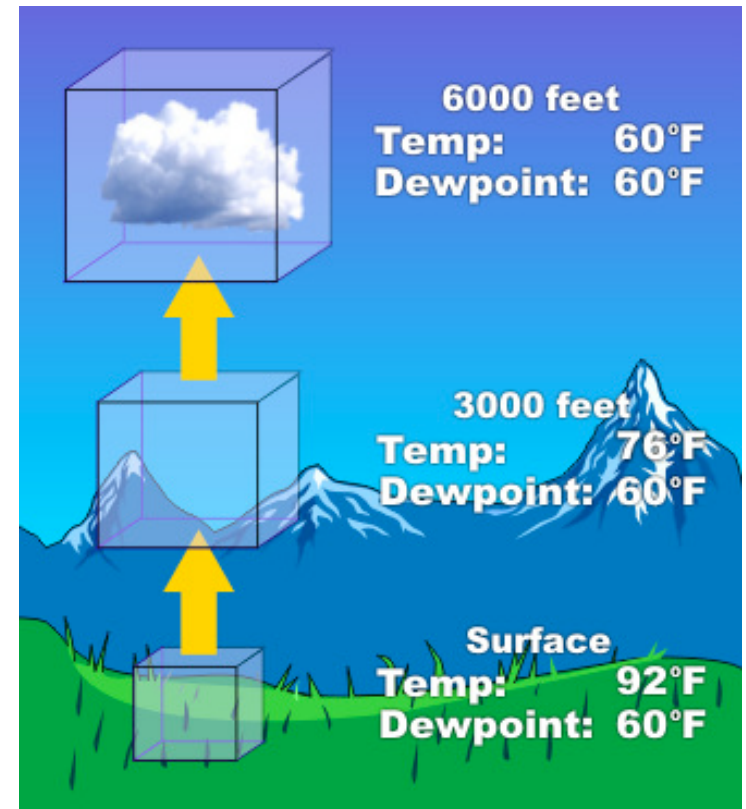 6000 feet
Temp: 60°F
Dewpoint: 60°F
3000 feet
Temp: 76°F
Dewpoint: 60°F
Surface
Temp: 92°F
Dewpoint: 60°F